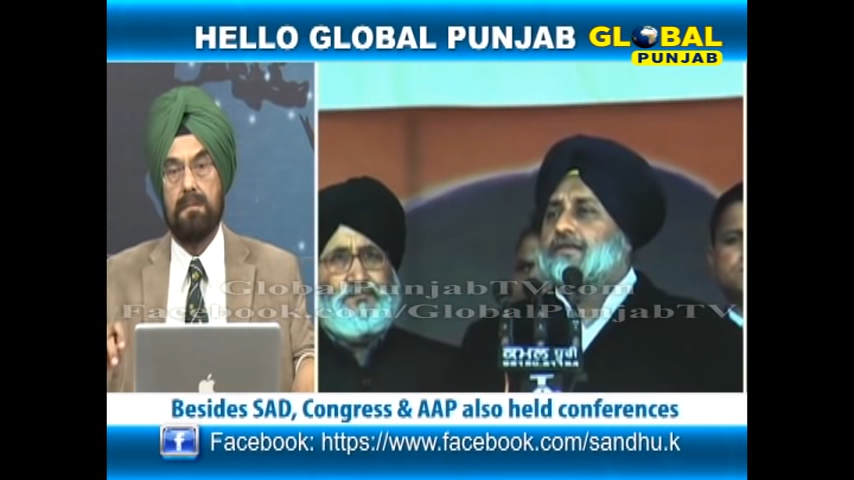 HELLO GLOBAL PUNJAB
GLOBAL
PUNJAB
GlobalPunjabTV.com
Facebook.com/GlobalPunjabTV
ਕਮਲ ਧੁਰੀ
Besides SAD, Congress & AAP also held conferences
Facebook: https://www.facebook.com/sandhu.k